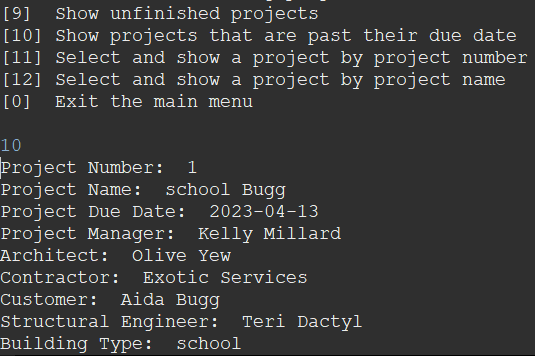 [9] Show unfinished projects
[10] Show projects that are past their due date
[11] Select and show a project by project number
[12] Select and show a project by project name
[0] Exit the main menu
10
Project Number: 1
Project Name: school Bugg
Project Due Date: 2023-04-13
Project Manager: Kelly Millard
Architect: Olive Yew
Contractor: Exotic Services
Customer: Aida Bugg
Structural Engineer: Teri Dactyl
Building Type: school